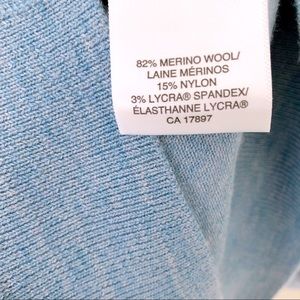 82% MERINO WOOL/
LAINE MÉRINOS
15% NYLON
3% LYCRA® SPANDEX/
ÉLASTHANNE LYCRA®
CA 17897